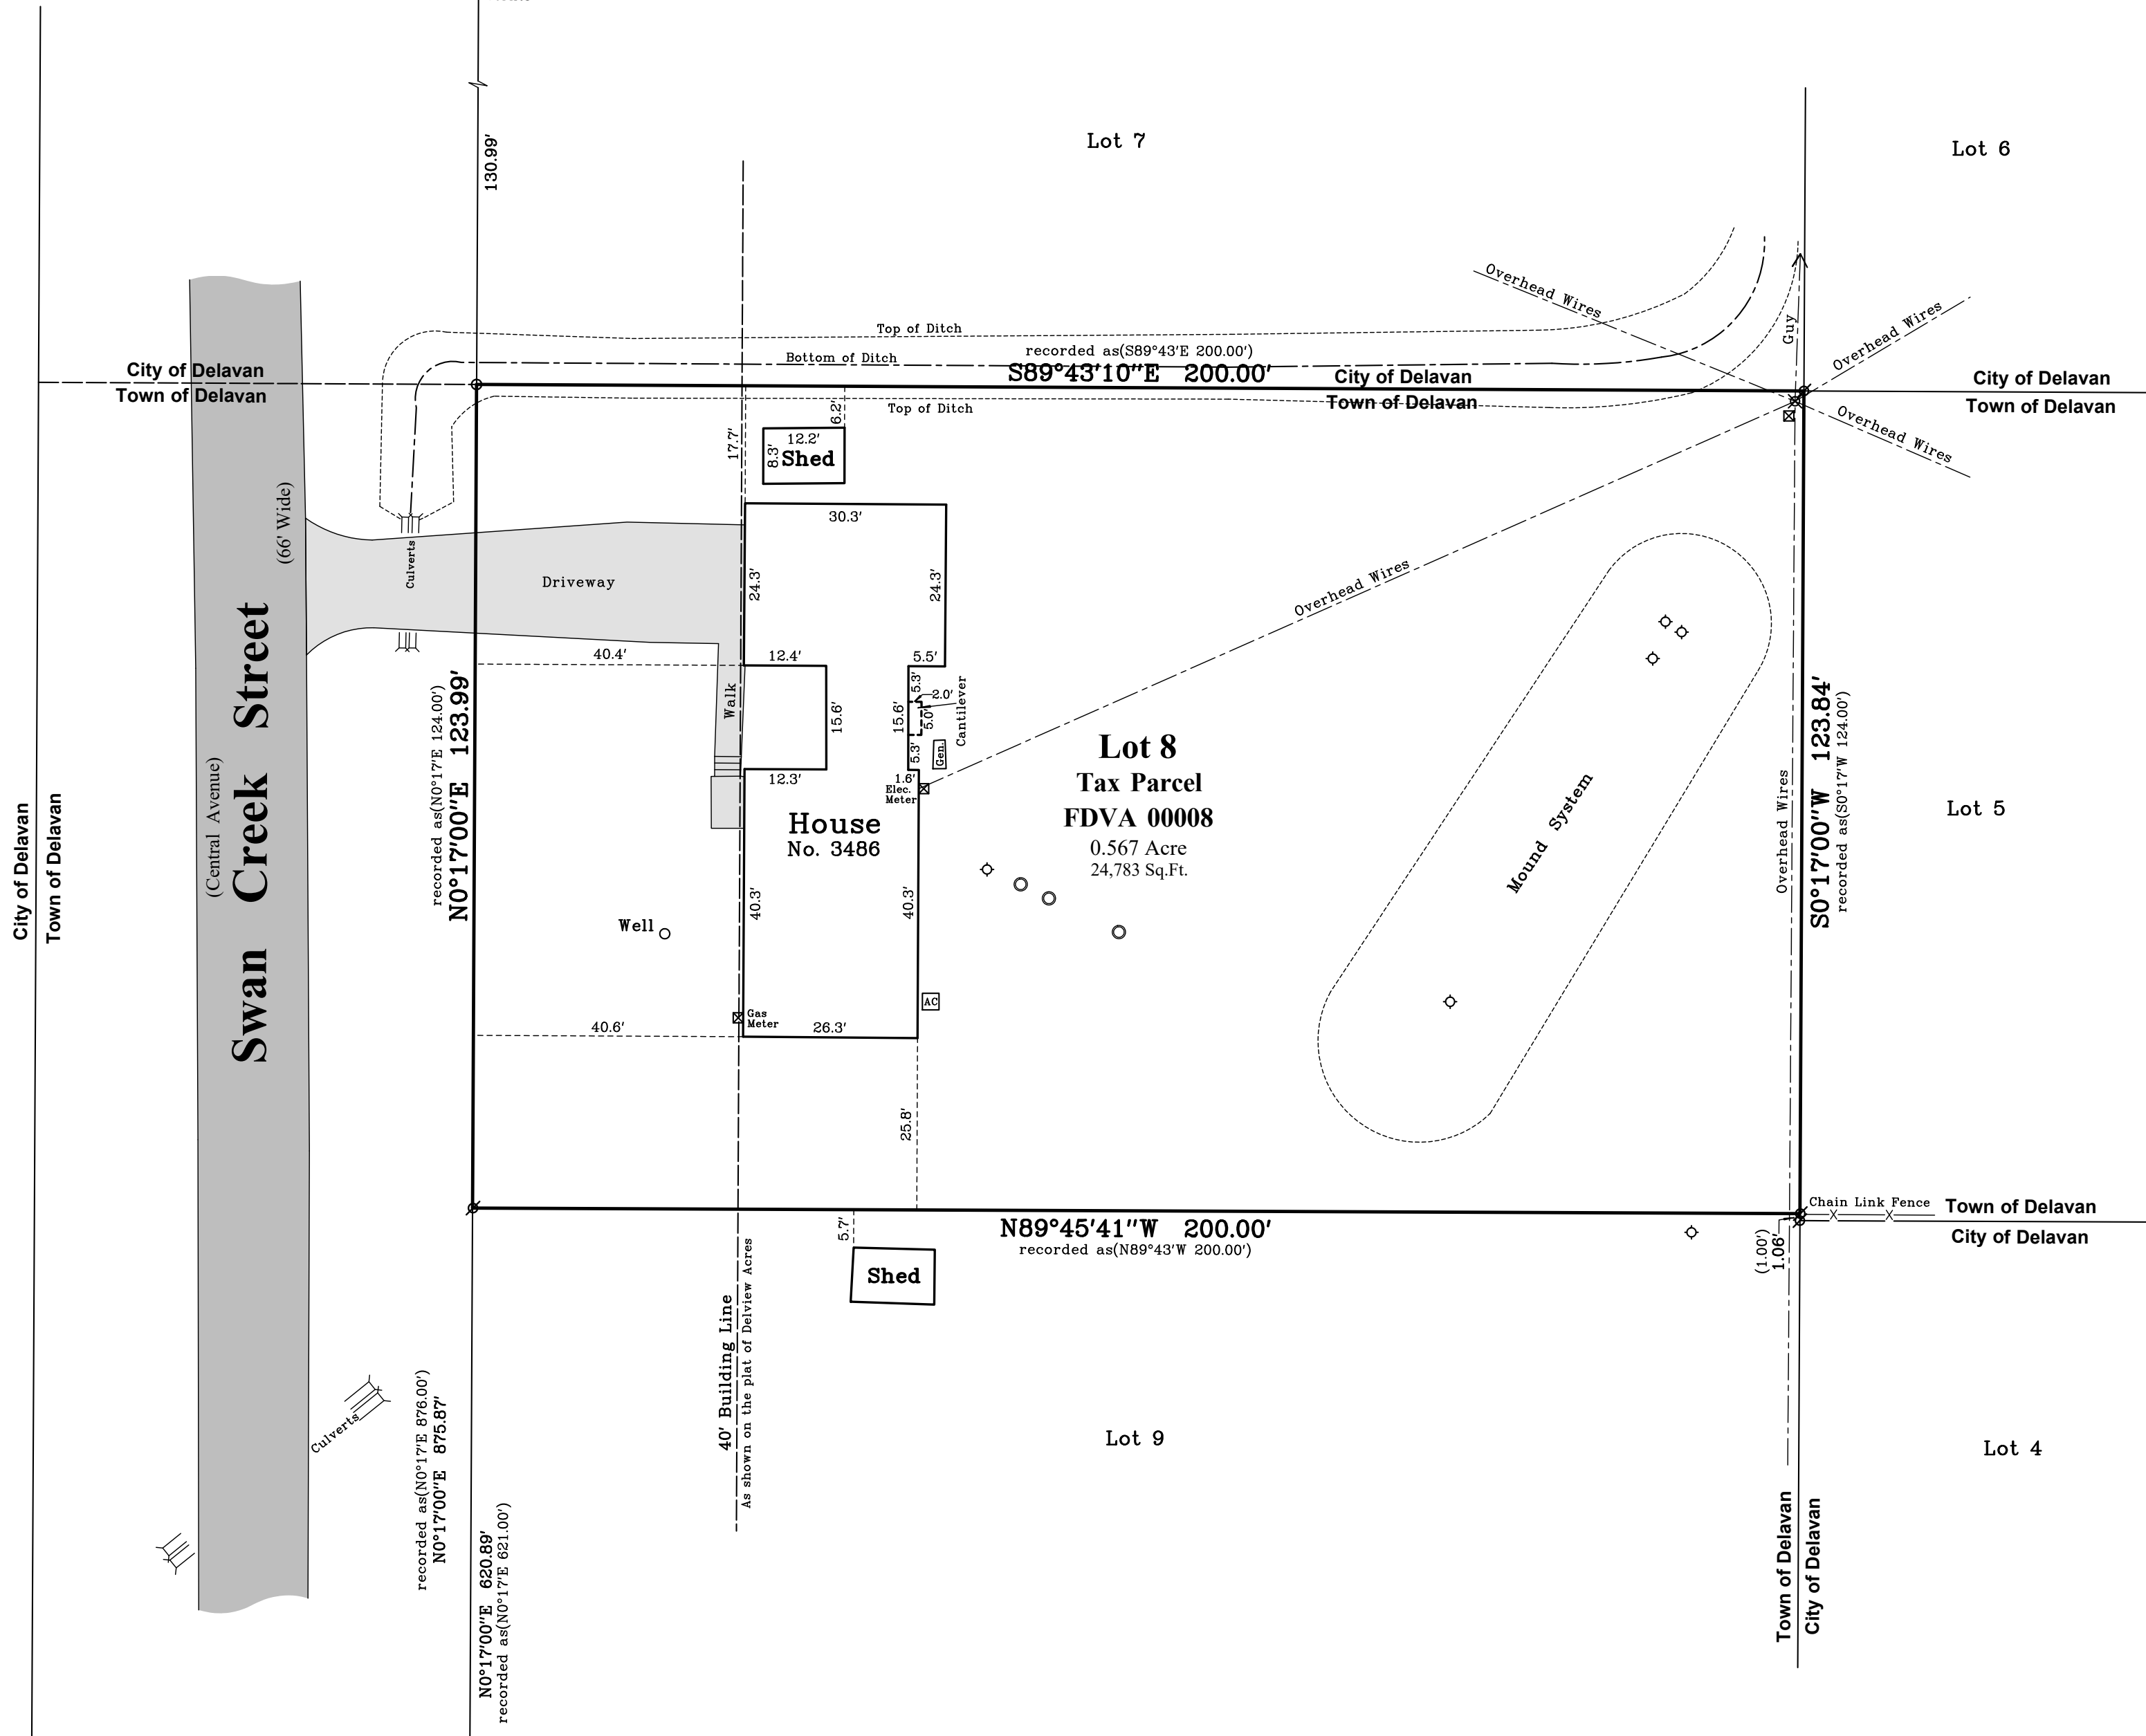 130.99'
Lot 7
Lot 6
Overhead Wires
Guy
Overhead Wires
Top of Ditch
Bottom of Ditch
recorded as(S89°43'E 200.00')
S89°43'10"E 200.00'
City of Delavan
Town of Delavan
City of Delavan
Town of Delavan
City of Delavan
Town of Delavan
Top of Ditch
Overhead Wires
6.2'
17.7'
12.2'
8.3'
Shed
(66' Wide)
Swan Creek Street
(Central Avenue)
Culverts
Driveway
30.3'
24.3'
24.3'
Overhead Wires
40.4'
12.4'
5.5'
Walk
15.6'
15.6'
5.3'
2.0'
5.0'
5.3'
Cantilever
Gen.
12.3'
1.6'
Elec.
Meter
House
No. 3486
Lot 8
Tax Parcel
FDVA 00008
0.567 Acre
24,783 Sq.Ft.
Mound System
Overhead Wires
recorded as(N0°17'E 124.00')
N0°17'00"E 123.99'
S0°17'00"W 123.84'
recorded as(S0°17'W 124.00')
Lot 5
City of Delavan
Town of Delavan
Well
40.3'
40.3'
AC
Gas
Meter
40.6'
26.3'
25.8'
N89°45'41"W 200.00'
recorded as(N89°43'W 200.00')
Chain Link Fence
Town of Delavan
City of Delavan
(1.00')
1.06'
5.7'
Shed
40' Building Line
As shown on the plat of Delview Acres
Culverts
recorded as(N0°17'E 876.00')
N0°17'00"E 875.87'
Lot 9
Lot 4
N0°17'00"E 620.89'
recorded as(N0°17'E 621.00')
Town of Delavan
City of Delavan